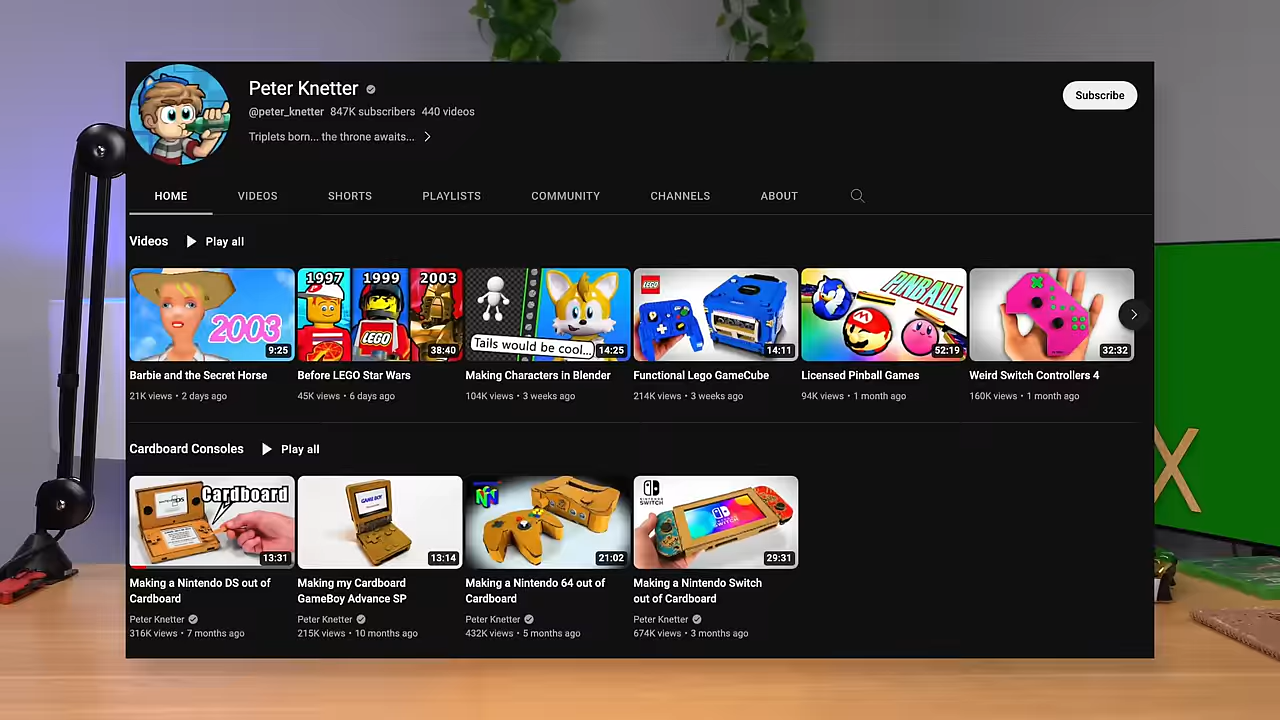 Peter Knetter
@peter_knetter 847K subscribers 440 videos
Triplets born... the throne awaits...
Subscribe
HOME VIDEOS SHORTS PLAYLISTS COMMUNITY CHANNELS ABOUT
Videos Play all
2003
9:25
1997 1999 2003
LEGO
38:40
Tails would be cool...
14:25
LEGO
14:11
PINBALL
52:19
32:32
Barbie and the Secret Horse
21K views • 2 days ago
Before LEGO Star Wars
45K views • 6 days ago
Making Characters in Blender
104K views • 3 weeks ago
Functional Lego GameCube
214K views • 3 weeks ago
Licensed Pinball Games
94K views • 1 month ago
Weird Switch Controllers 4
160K views • 1 month ago
Cardboard Consoles Play all
Cardboard
NINTENDO DS
13:31
GAME BOY
13:14
21:02
NINTENDO
SWITCH
NINTENDO
SWITCH
29:31
Making a Nintendo DS out of
Cardboard
Peter Knetter
316K views • 7 months ago
Making my Cardboard
GameBoy Advance SP
Peter Knetter
215K views • 10 months ago
Making a Nintendo 64 out of
Cardboard
Peter Knetter
432K views • 5 months ago
Making a Nintendo Switch
out of Cardboard
Peter Knetter
674K views • 3 months ago
X